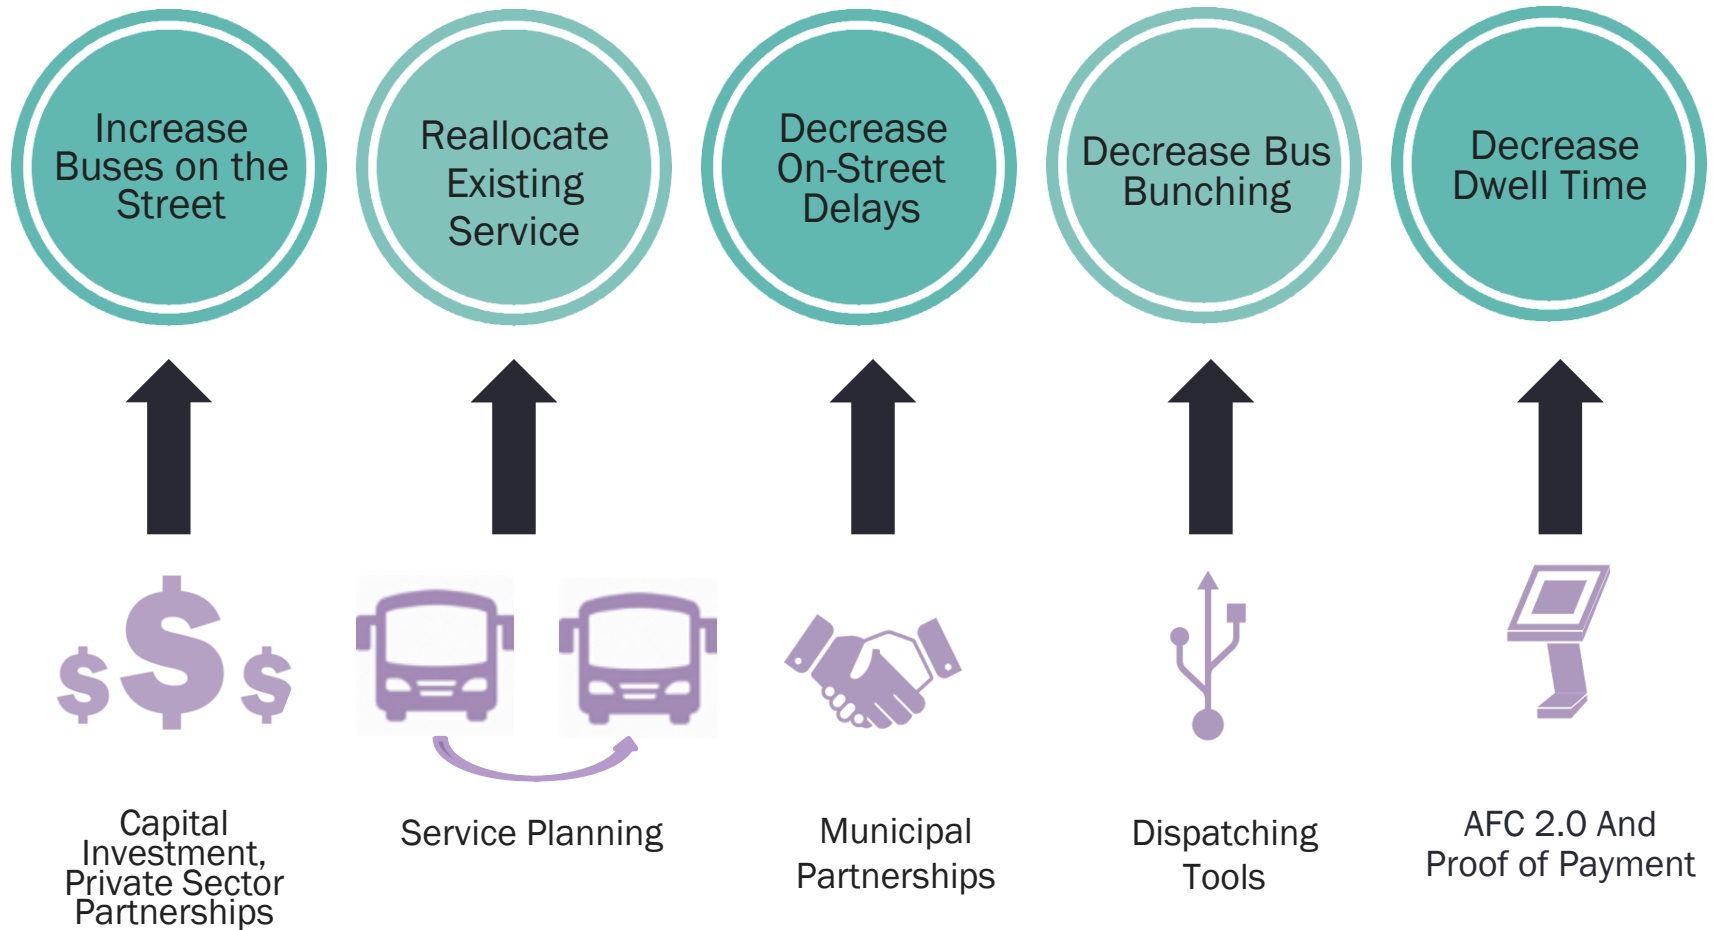 Increase
Buses on the
Street
Reallocate
Existing
Service
Decrease
On-Street
Delays
Decrease Bus
Bunching
Decrease
Dwell Time
$ $ $
Capital
Investment,
Private Sector
Partnerships
Service Planning
Municipal
Partnerships
Dispatching
Tools
AFC 2.0 And
Proof of Payment